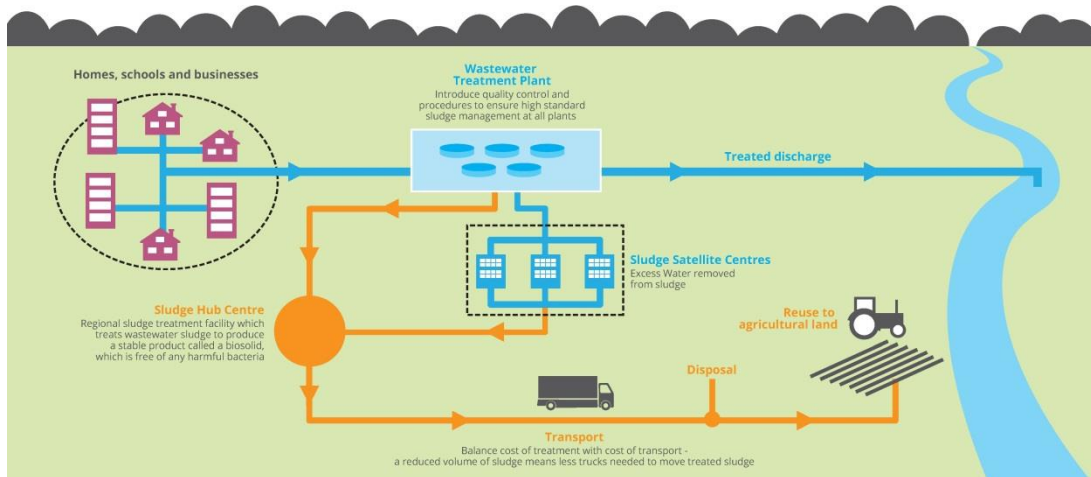 Homes, schools and businesses
Wastewater
Treatment Plant
Introduce quality control and
procedures to ensure high standard
sludge management at all plants
Treated discharge
Sludge Satellite Centres
Excess Water removed
from sludge
Sludge Hub Centre
Regional sludge treatment facility which
treats wastewater sludge to produce
a stable product called a biosolid,
which is free of any harmful bacteria
Reuse to
agricultural land
Disposal
Transport
Balance cost of treatment with cost of transport -
a reduced volume of sludge means less trucks needed to move treated sludge